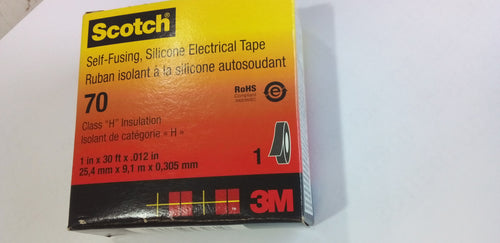 Scotch
Self-Fusing, Silicone Electrical Tape
Ruban isolant à la silicone autosoudant
70
RoHS
Compliant
e
Class "H" Insulation
Isolant de catégorie « H »
1 in x 30 ft x .012 in
25,4 mm x 9,1 m x 0,305 mm
1
3M